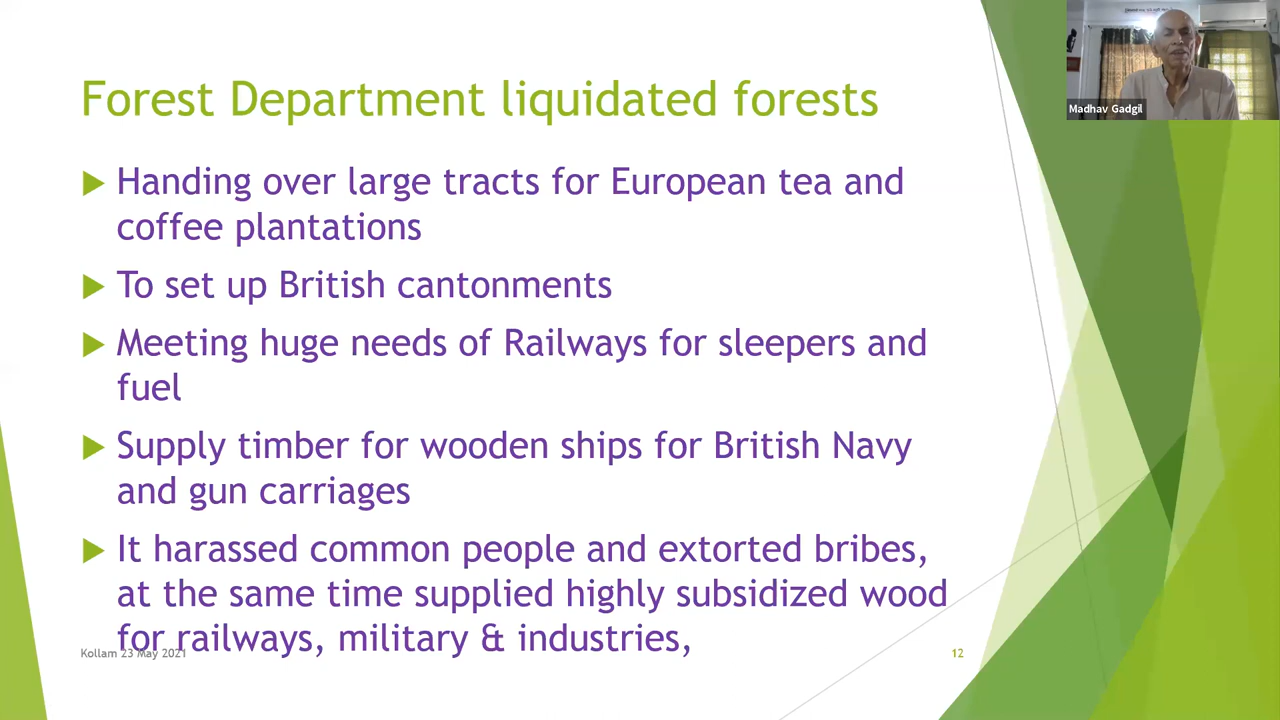 Forest Department liquidated forests
Madhav Gadgil
Handing over large tracts for European tea and
coffee plantations
To set up British cantonments
Meeting huge needs of Railways for sleepers and
fuel
Supply timber for wooden ships for British Navy
and gun carriages
It harassed common people and extorted bribes,
at the same time supplied highly subsidized wood
for railways, military & industries,
Kollam 23 May 2021
12